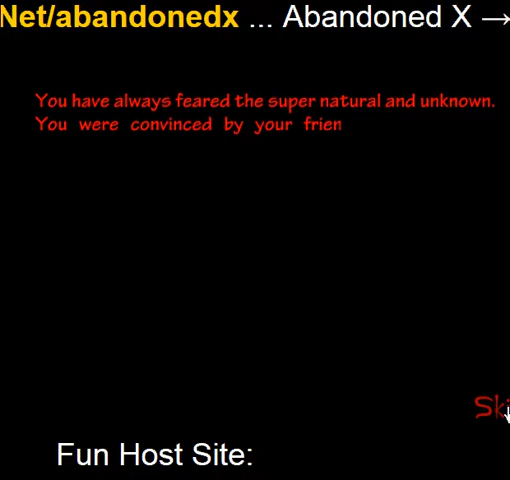 Net/abandonedx ... Abandoned X →
You have always feared the super natural and unknown.
You were convinced by your frien
Ski
Fun Host Site: